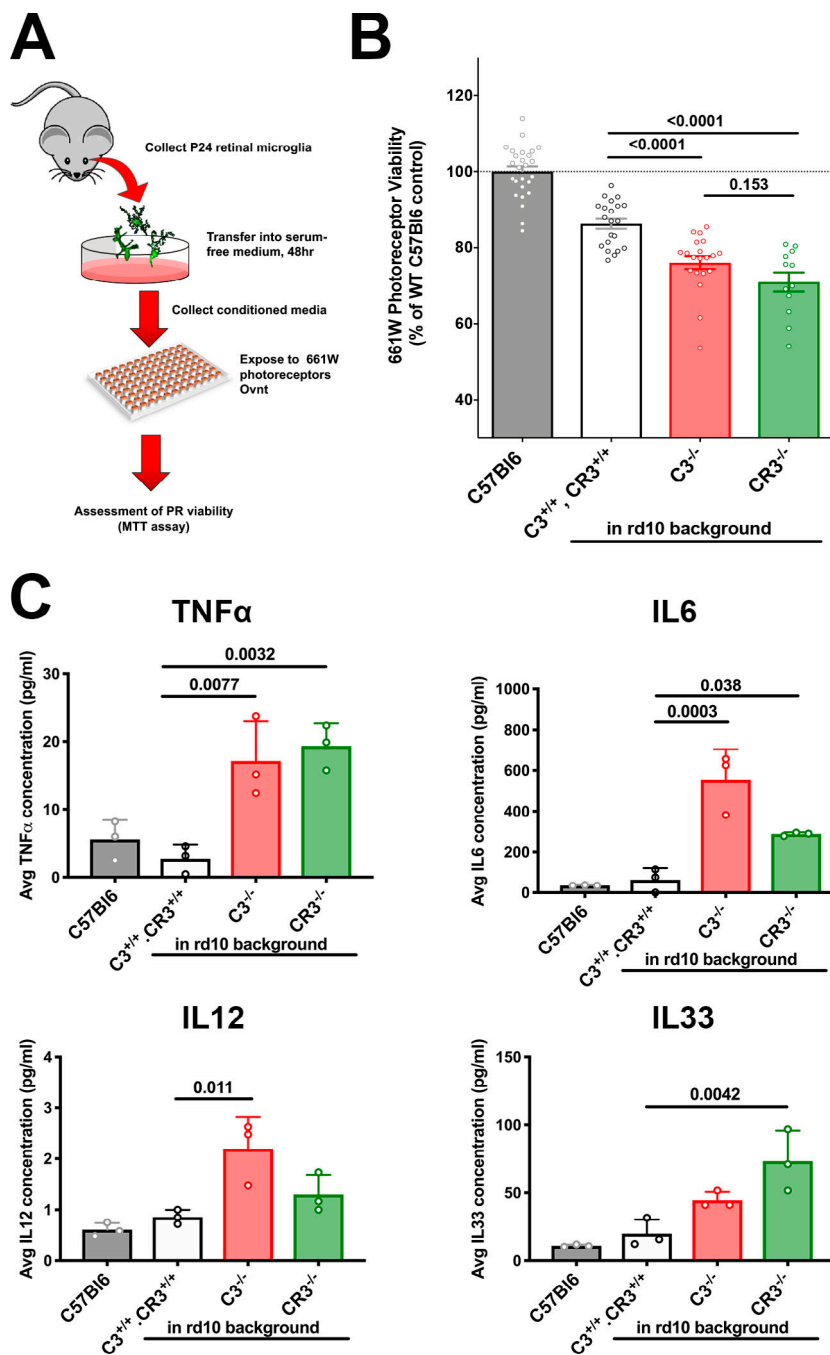 A
Collect P24 retinal microglia
Transfer into serum-
free medium, 48hr
Collect conditioned media
Expose to 661W
photoreceptors
Ovnt
Assessment of PR viability
(MTT assay)
B
661W Photoreceptor Viability
(% of WT C57Bl6 control)
120
100
80
60
40
<0.0001
<0.0001
0.153
C57Bl6
C3+/+, CR3+/+
C3-/-
CR3-/-
in rd10 background
C
TNFα
Avg TNFα concentration (pg/ml)
30
20
10
0
0.0032
0.0077
C57Bl6
C3+/+.CR3+/+
C3-/-
CR3-/-
in rd10 background
IL6
Avg IL6 concentration (pg/ml)
1000
800
600
400
200
0
0.038
0.0003
C57Bl6
C3+/+.CR3+/+
C3-/-
CR3-/-
in rd10 background
IL12
Avg IL12 concentration (pg/ml)
4
3
2
1
0
0.011
C57Bl6
C3+/+.CR3+/+
C3-/-
CR3-/-
in rd10 background
IL33
Avg IL33 concentration (pg/ml)
150
100
50
0
0.0042
C57Bl6
C3+/+.CR3+/+
C3-/-
CR3-/-
in rd10 background